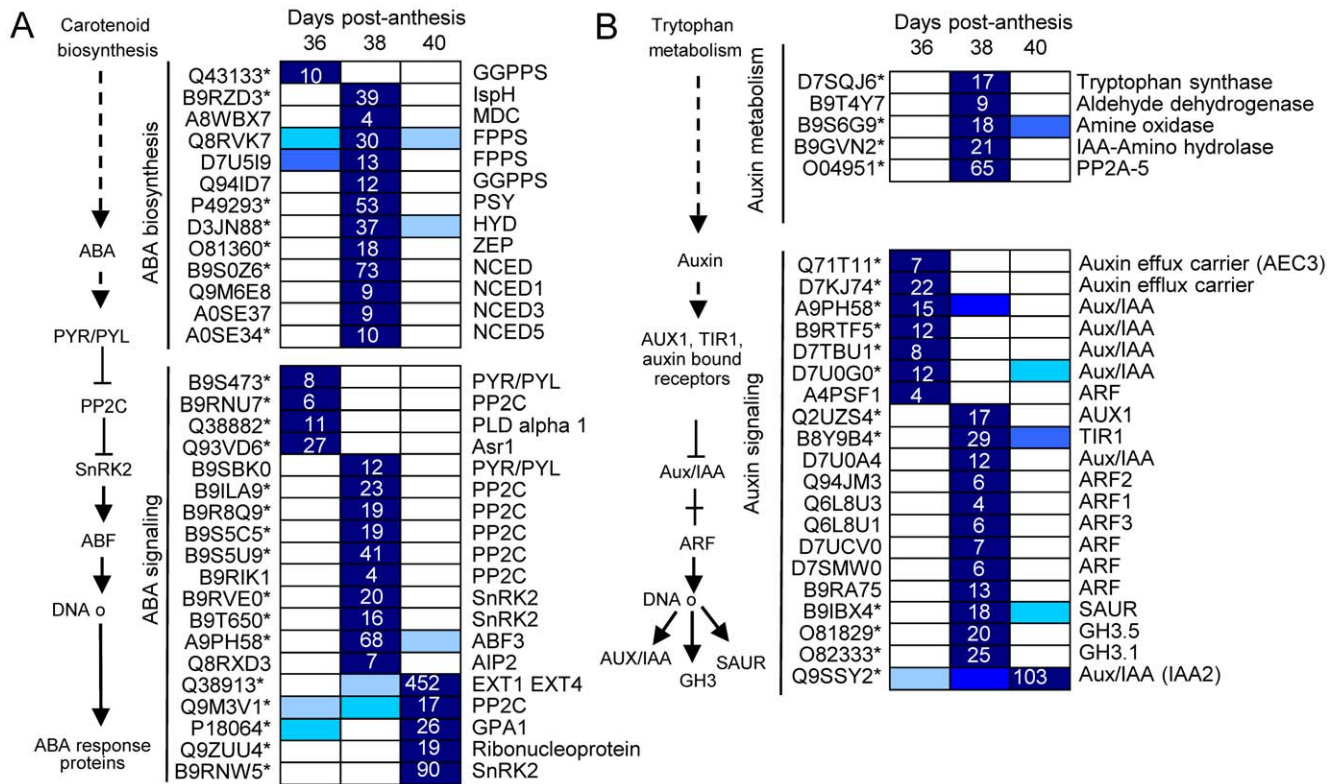 A
Carotenoid
biosynthesis
ABA
PYR/PYL
PP2C
SnRK2
ABF
DNA o
ABA response
proteins
Days post-anthesis
36 38 40
ABA biosynthesis
Q43133* 10 GGPPS
B9RZD3* 39 IspH
A8WBX7 4 MDC
Q8RVK7 30 FPPS
D7U5I9 13 FPPS
Q94ID7 12 GGPPS
P49293* 53 PSY
D3JN88* 37 HYD
O81360* 18 ZEP
B9S0Z6* 73 NCED
Q9M6E8 9 NCED1
A0SE37 9 NCED3
A0SE34* 10 NCED5
ABA signaling
B9S473* 8 PYR/PYL
B9RNU7* 6 PP2C
Q38882* 11 PLD alpha 1
Q93VD6* 27 Asr1
B9SBK0 12 PYR/PYL
B9ILA9* 23 PP2C
B9R8Q9* 19 PP2C
B9S5C5* 19 PP2C
B9S5U9* 41 PP2C
B9RIK1 4 PP2C
B9RVE0* 20 SnRK2
B9T650* 16 SnRK2
A9PH58* 68 ABF3
Q8RXD3 7 AIP2
Q38913* 452 EXT1 EXT4
Q9M3V1* 17 PP2C
P18064* 26 GPA1
Q9ZUU4* 19 Ribonucleoprotein
B9RNW5* 90 SnRK2
B
Trytophan
metabolism
Auxin
AUX1, TIR1,
auxin bound
receptors
Aux/IAA
ARF
DNA o
AUX/IAA
GH3
SAUR
Days post-anthesis
36 38 40
Auxin metabolism
D7SQJ6* 17 Tryptophan synthase
B9T4Y7 9 Aldehyde dehydrogenase
B9S6G9* 18 Amine oxidase
B9GVN2* 21 IAA-Amino hydrolase
O04951* 65 PP2A-5
Auxin signaling
Q71T11* 7 Auxin effux carrier (AEC3)
D7KJ74* 22 Auxin efflux carrier
A9PH58* 15 Aux/IAA
B9RTF5* 12 Aux/IAA
D7TBU1* 8 Aux/IAA
D7U0G0* 12 Aux/IAA
A4PSF1 4 ARF
Q2UZS4* 17 AUX1
B8Y9B4* 29 TIR1
D7U0A4 12 Aux/IAA
Q94JM3 6 ARF2
Q6L8U3 4 ARF1
Q6L8U1 6 ARF3
D7UCV0 7 ARF
D7SMW0 6 ARF
B9RA75 13 ARF
B9IBX4* 18 SAUR
O81829* 20 GH3.5
O82333* 25 GH3.1
Q9SSY2* 103 Aux/IAA (IAA2)